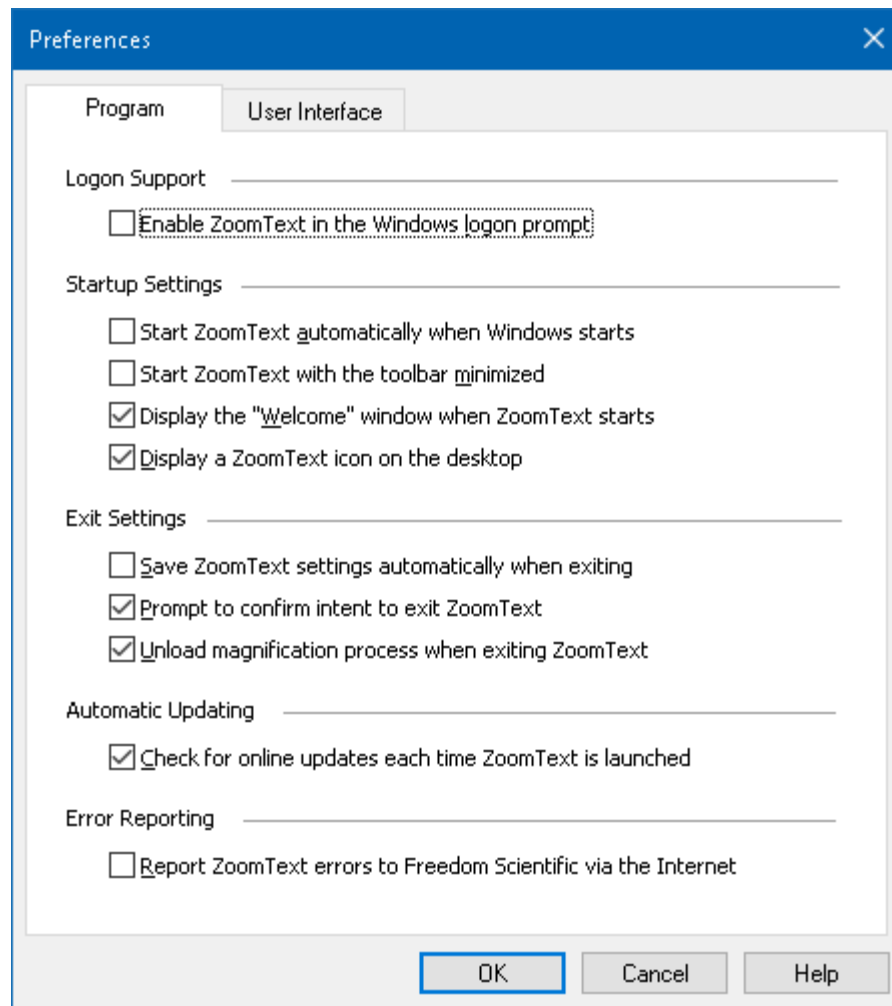 Preferences
Program
User Interface
Logon Support
Enable ZoomText in the Windows logon prompt
Startup Settings
Start ZoomText automatically when Windows starts
Start ZoomText with the toolbar minimized
Display the "Welcome" window when ZoomText starts
Display a ZoomText icon on the desktop
Exit Settings
Save ZoomText settings automatically when exiting
Prompt to confirm intent to exit ZoomText
Unload magnification process when exiting ZoomText
Automatic Updating
Check for online updates each time ZoomText is launched
Error Reporting
Report ZoomText errors to Freedom Scientific via the Internet
OK
Cancel
Help